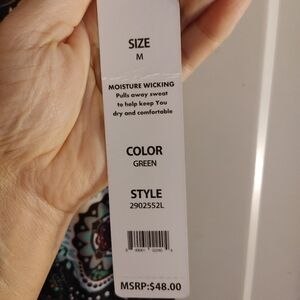 SIZE
M
MOISTURE WICKING
Pulls away sweat
to help keep You
dry and comfortable
COLOR
GREEN
STYLE
2902552L
MSRP:$48.00